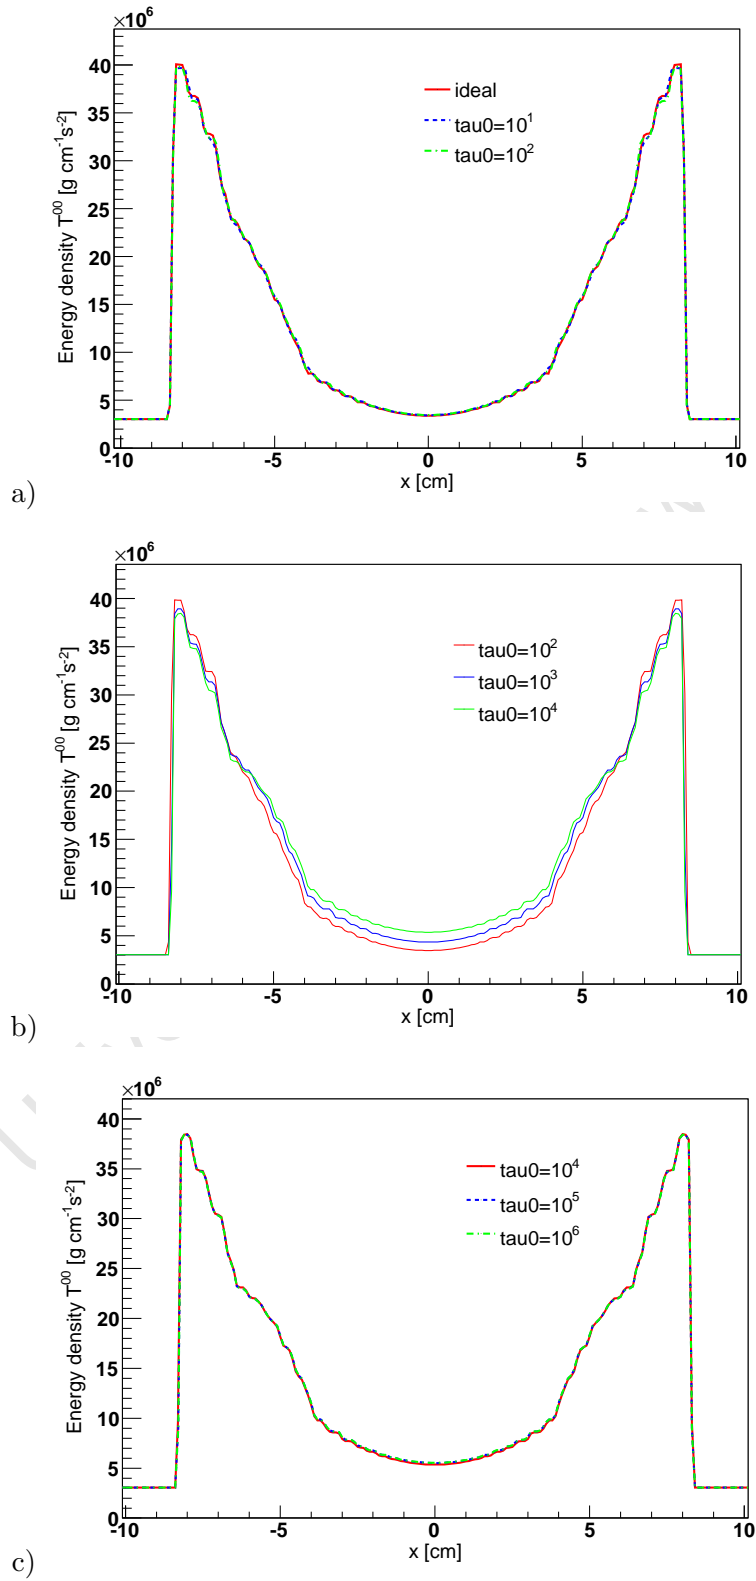 ×10⁶
Energy density T⁰⁰ [g cm⁻¹s⁻²]
40
35
30
25
20
15
10
5
0
ideal
tau0=10¹
tau0=10²
-10 -5 0 5 10
x [cm]
a)
×10⁶
Energy density T⁰⁰ [g cm⁻¹s⁻²]
40
35
30
25
20
15
10
5
0
tau0=10²
tau0=10³
tau0=10⁴
-10 -5 0 5 10
x [cm]
b)
×10⁶
Energy density T⁰⁰ [g cm⁻¹s⁻²]
40
35
30
25
20
15
10
5
0
tau0=10⁴
tau0=10⁵
tau0=10⁶
-10 -5 0 5 10
x [cm]
c)